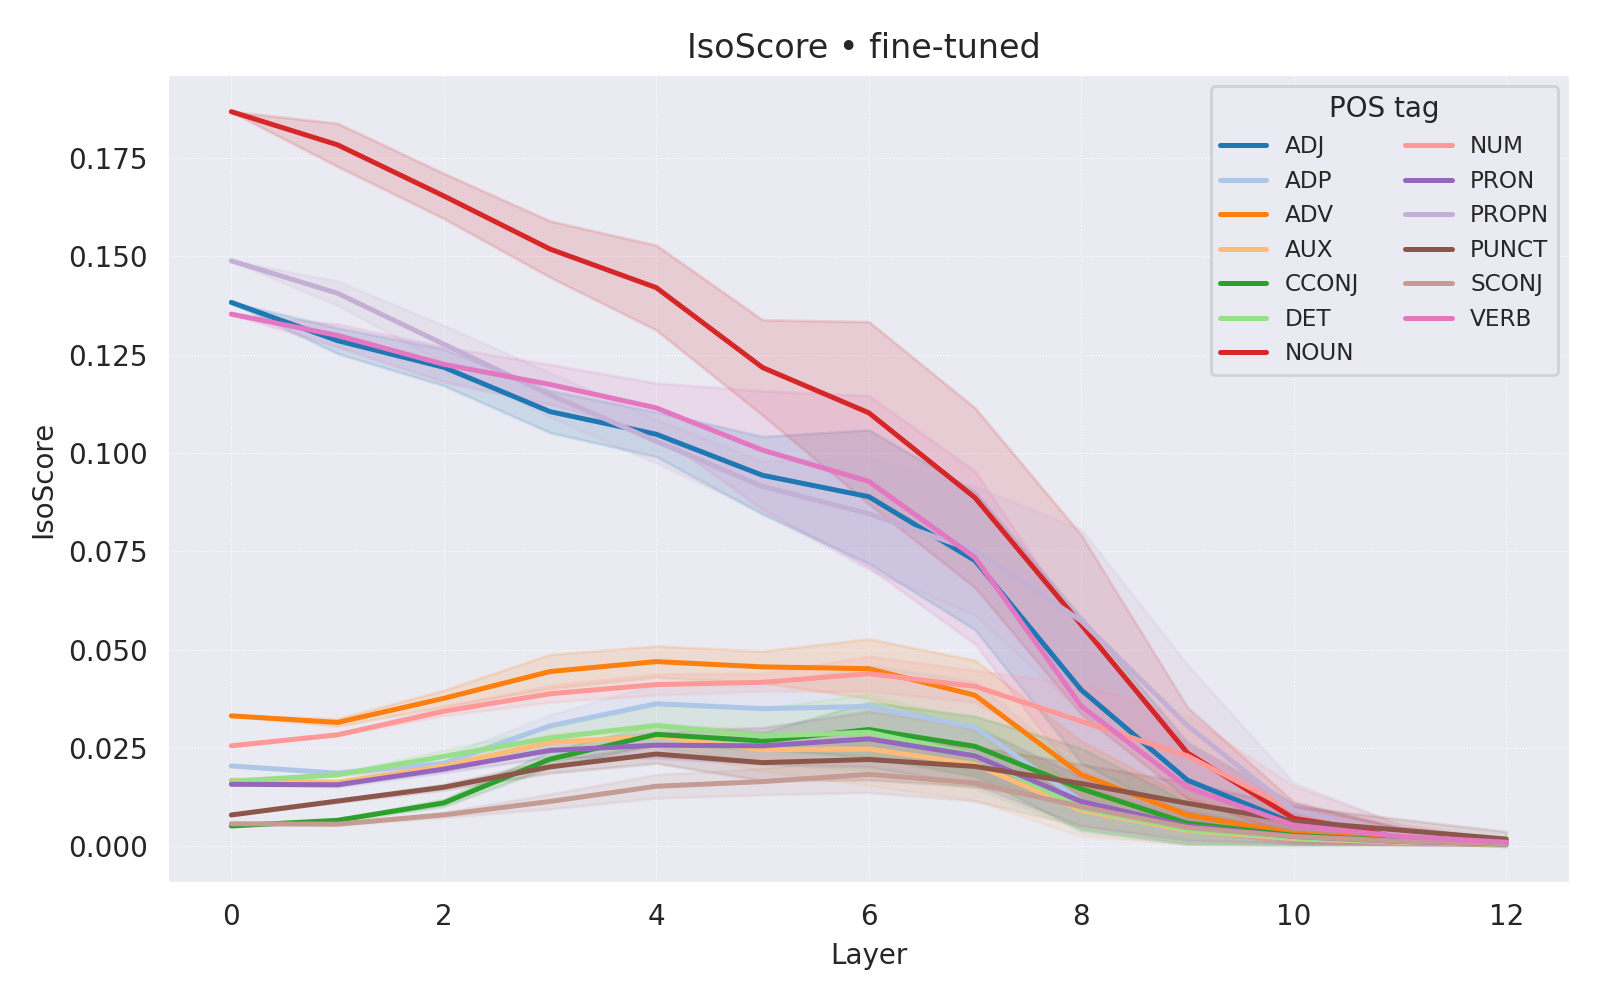 IsoScore • fine-tuned
POS tag
ADJ
ADP
ADV
AUX
CCONJ
DET
NOUN
NUM
PRON
PROPN
PUNCT
SCONJ
VERB
IsoScore
0.175
0.150
0.125
0.100
0.075
0.050
0.025
0.000
0 2 4 6 8 10 12
Layer